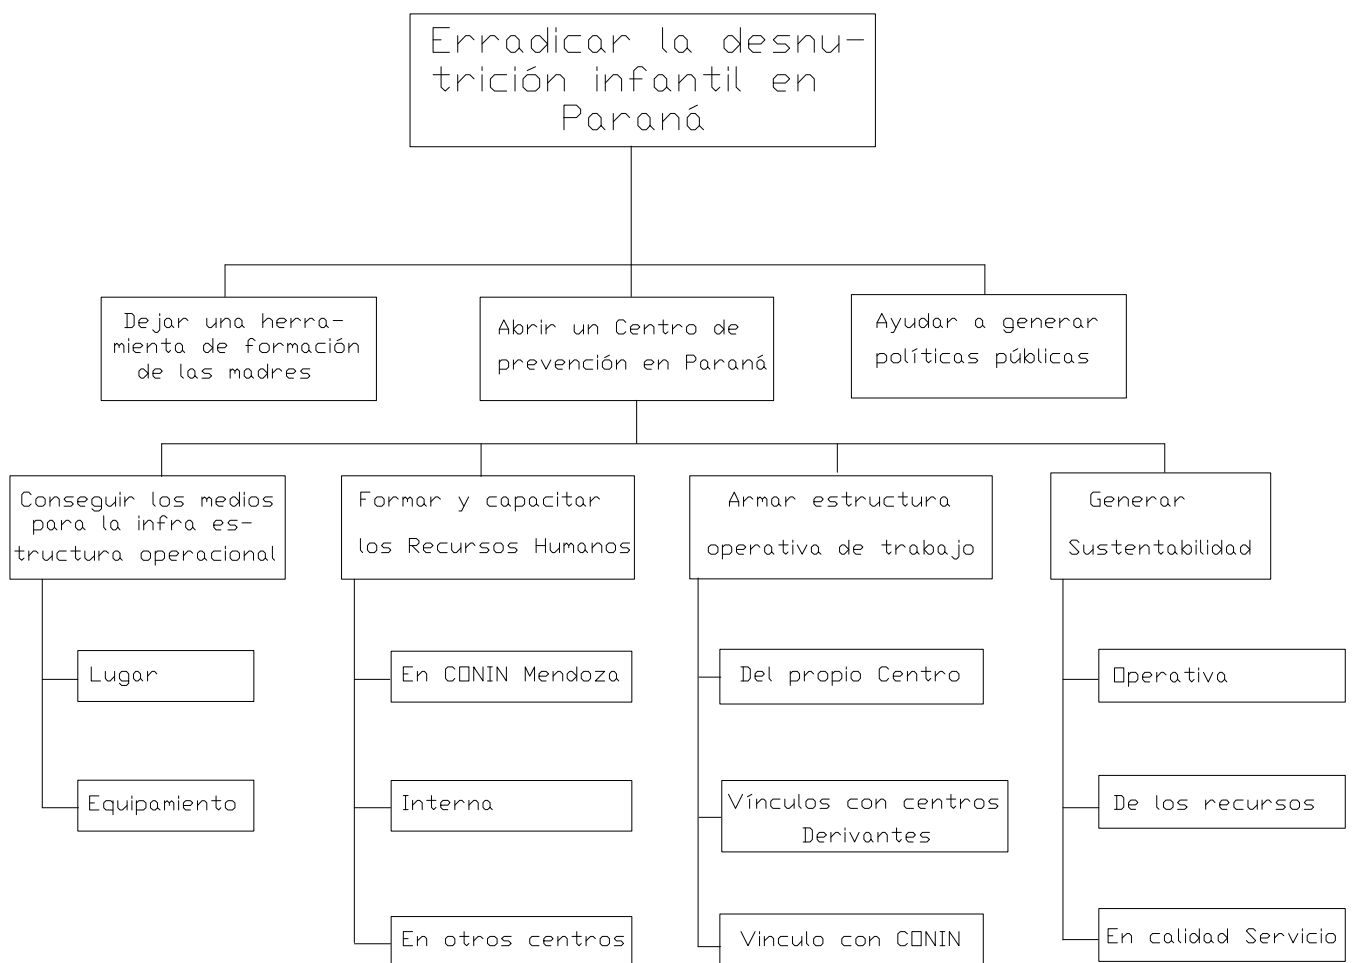 Erradicar la desnu-
trición infantil en
Paraná
Dejar una herra-
mienta de formación
de las madres
Abrir un Centro de
prevención en Paraná
Ayudar a generar
políticas públicas
Conseguir los medios
para la infra es-
tructura operacional
Formar y capacitar
los Recursos Humanos
Armar estructura
operativa de trabajo
Generar
Sustentabilidad
Lugar
Equipamiento
En CONIN Mendoza
Interna
En otros centros
Del propio Centro
Vínculos con centros
Derivantes
Vinculo con CONIN
Operativa
De los recursos
En calidad Servicio